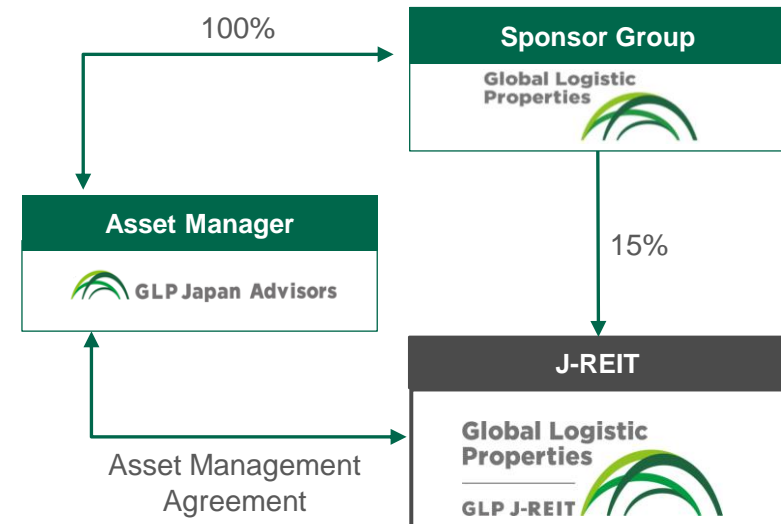 100%
Sponsor Group
Global Logistic
Properties
Asset Manager
GLP Japan Advisors
15%
J-REIT
Global Logistic
Properties
GLP J-REIT
Asset Management
Agreement